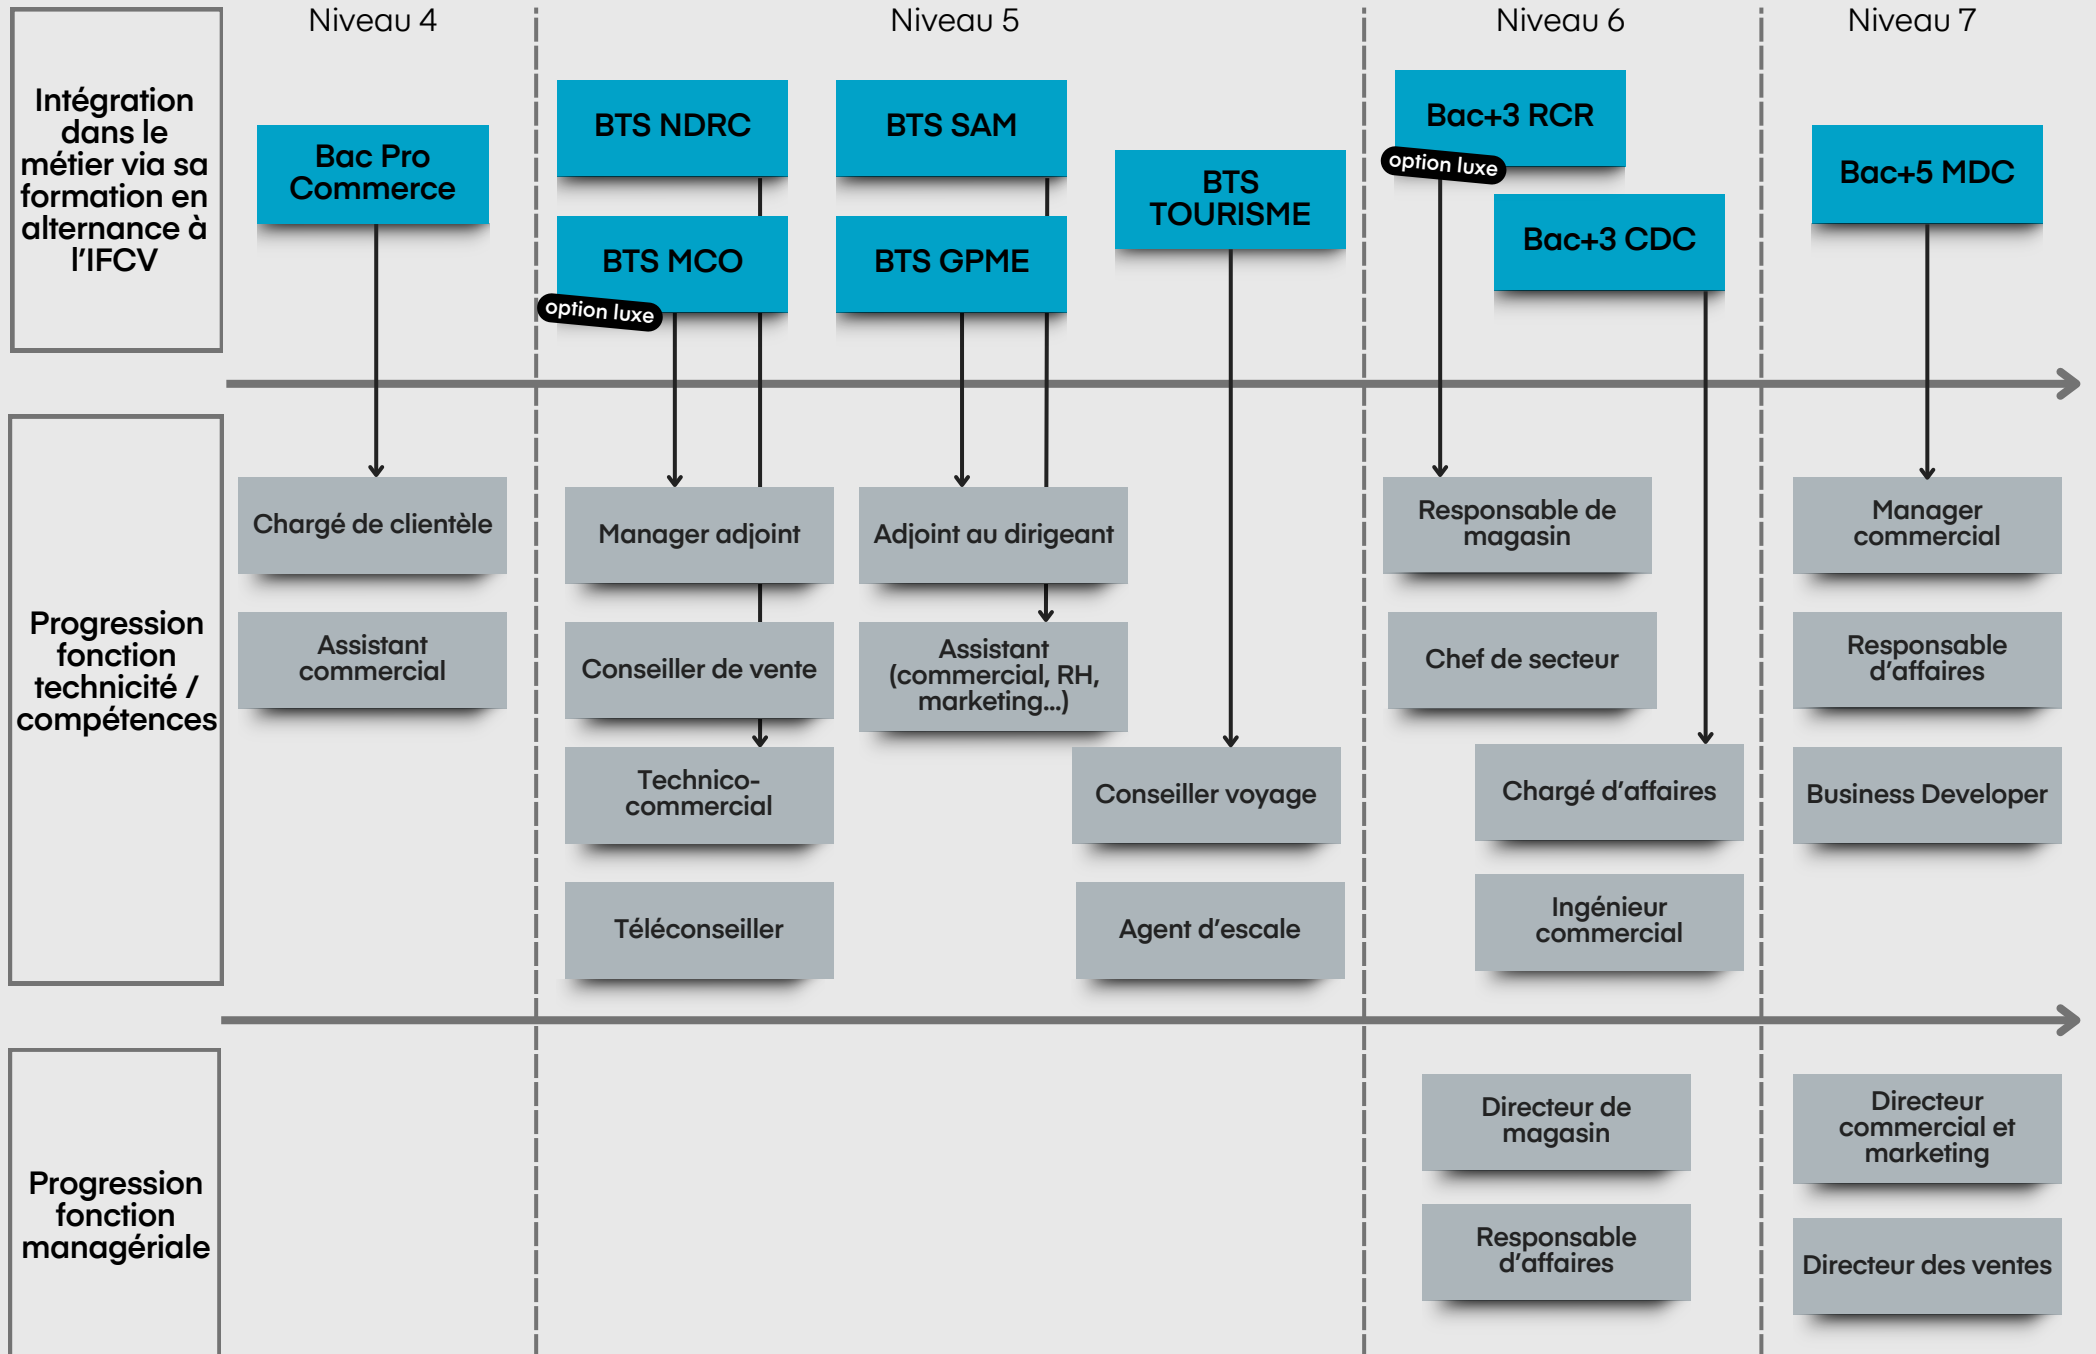 Niveau 4
Niveau 5
Niveau 6
Niveau 7
Intégration
dans le
métier via sa
formation en
alternance à
l'IFCV
Bac Pro
Commerce
BTS NDRC
BTS MCO
option luxe
BTS SAM
BTS GPME
BTS
TOURISME
Bac+3 RCR
option luxe
Bac+3 CDC
Bac+5 MDC
Progression
fonction
technicité /
compétences
Chargé de clientèle
Assistant
commercial
Manager adjoint
Conseiller de vente
Technico-
commercial
Téléconseiller
Adjoint au dirigeant
Assistant
(commercial, RH,
marketing...)
Conseiller voyage
Agent d'escale
Responsable de
magasin
Chef de secteur
Chargé d'affaires
Ingénieur
commercial
Manager
commercial
Responsable
d'affaires
Business Developer
Progression
fonction
managériale
Directeur de
magasin
Responsable
d'affaires
Directeur
commercial et
marketing
Directeur des ventes